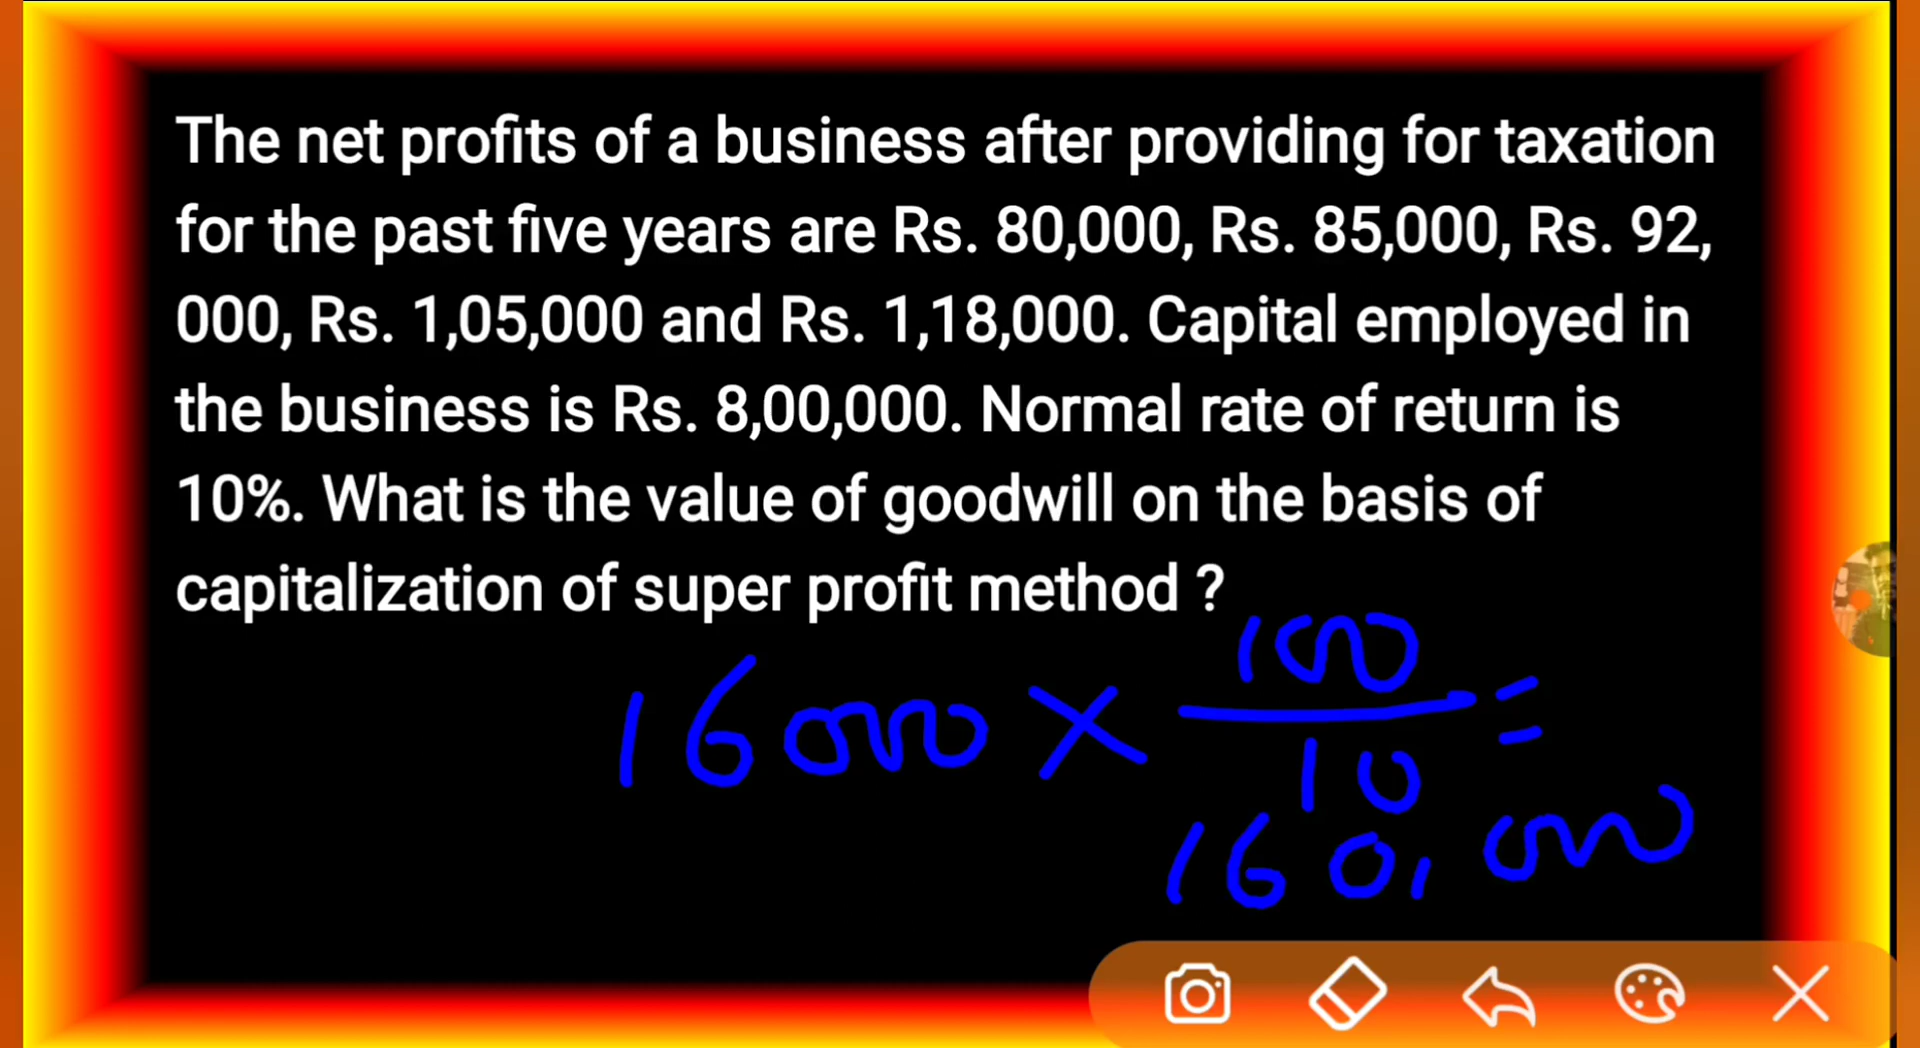 The net profits of a business after providing for taxation
for the past five years are Rs. 80,000, Rs. 85,000, Rs. 92,
000, Rs. 1,05,000 and Rs. 1,18,000. Capital employed in
the business is Rs. 8,00,000. Normal rate of return is
10%. What is the value of goodwill on the basis of
capitalization of super profit method ?
100
16000 × =
10
160,000